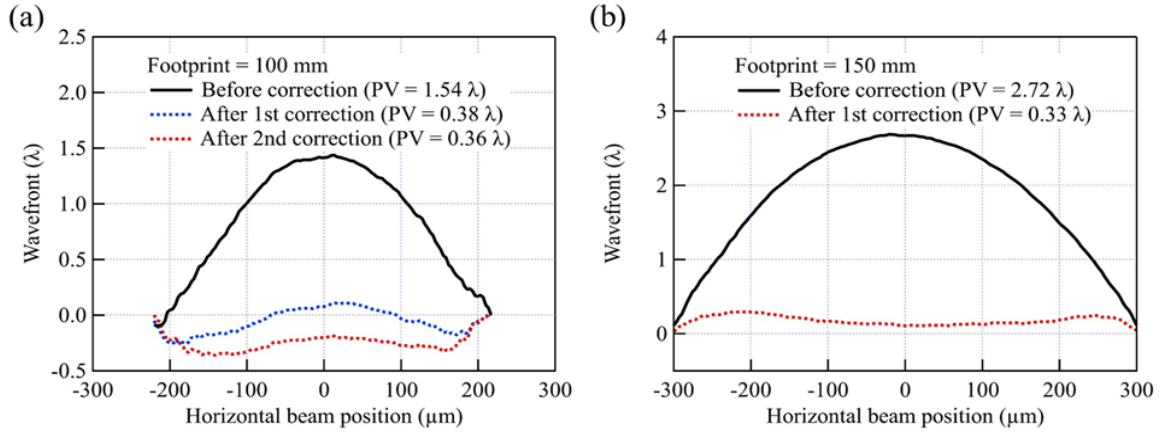 (a)
2.5
2.0
1.5
1.0
0.5
0.0
-0.5
Wavefront (λ)
Footprint = 100 mm
Before correction (PV = 1.54 λ)
After 1st correction (PV = 0.38 λ)
After 2nd correction (PV = 0.36 λ)
-300 -200 -100 0 100 200 300
Horizontal beam position (µm)
(b)
4
3
2
1
0
Wavefront (λ)
Footprint = 150 mm
Before correction (PV = 2.72 λ)
After 1st correction (PV = 0.33 λ)
-300 -200 -100 0 100 200 300
Horizontal beam position (µm)